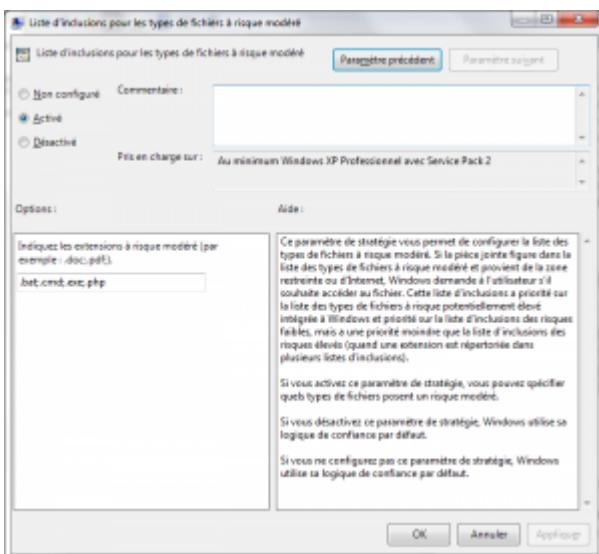 Liste d'inclusions pour les types de fichiers à risque modéré
Liste d'inclusions pour les types de fichiers à risque modéré
Paramètre précédent
Paramètre suivant
Non configuré
Commentaire :
Activé
Désactivé
Pris en charge sur :
Au minimum Windows XP Professionnel avec Service Pack 2
Options :
Aide :
Indiquez les extensions à risque modéré (par
exemple : .doc;.pdf;).
.bat;.cmd;.exe;.php
Ce paramètre de stratégie vous permet de configurer la liste des
types de fichiers à risque modéré. Si la pièce jointe figure dans la
liste des types de fichiers à risque modéré et provient de la zone
restreinte ou d'Internet, Windows demande à l'utilisateur s'il
souhaite accéder au fichier. Cette liste d'inclusions a priorité sur
la liste des types de fichiers à risque potentiellement élevé
intégrée à Windows et priorité sur la liste d'inclusions des risques
faibles, mais a une priorité moindre que la liste d'inclusions des
risques élevés (quand une extension est répertoriée dans
plusieurs listes d'inclusions).
Si vous activez ce paramètre de stratégie, vous pouvez spécifier
quels types de fichiers posent un risque modéré.
Si vous désactivez ce paramètre de stratégie, Windows utilise sa
logique de confiance par défaut.
Si vous ne configurez pas ce paramètre de stratégie, Windows
utilise sa logique de confiance par défaut.
OK
Annuler
Appliquer